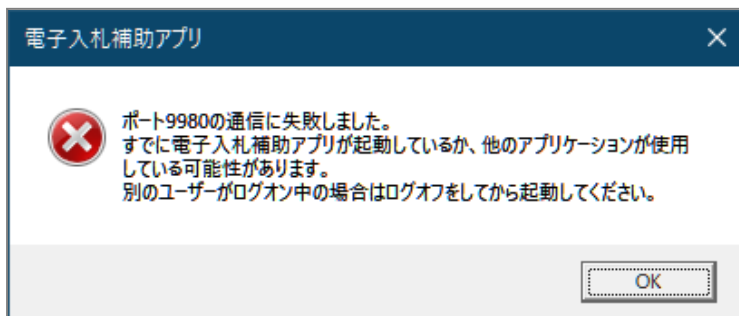 電子入札補助アプリ
ポート9980の通信に失敗しました。
すでに電子入札補助アプリが起動しているか、他のアプリケーションが使用
している可能性があります。
別のユーザーがログオン中の場合はログオフをしてから起動してください。
OK